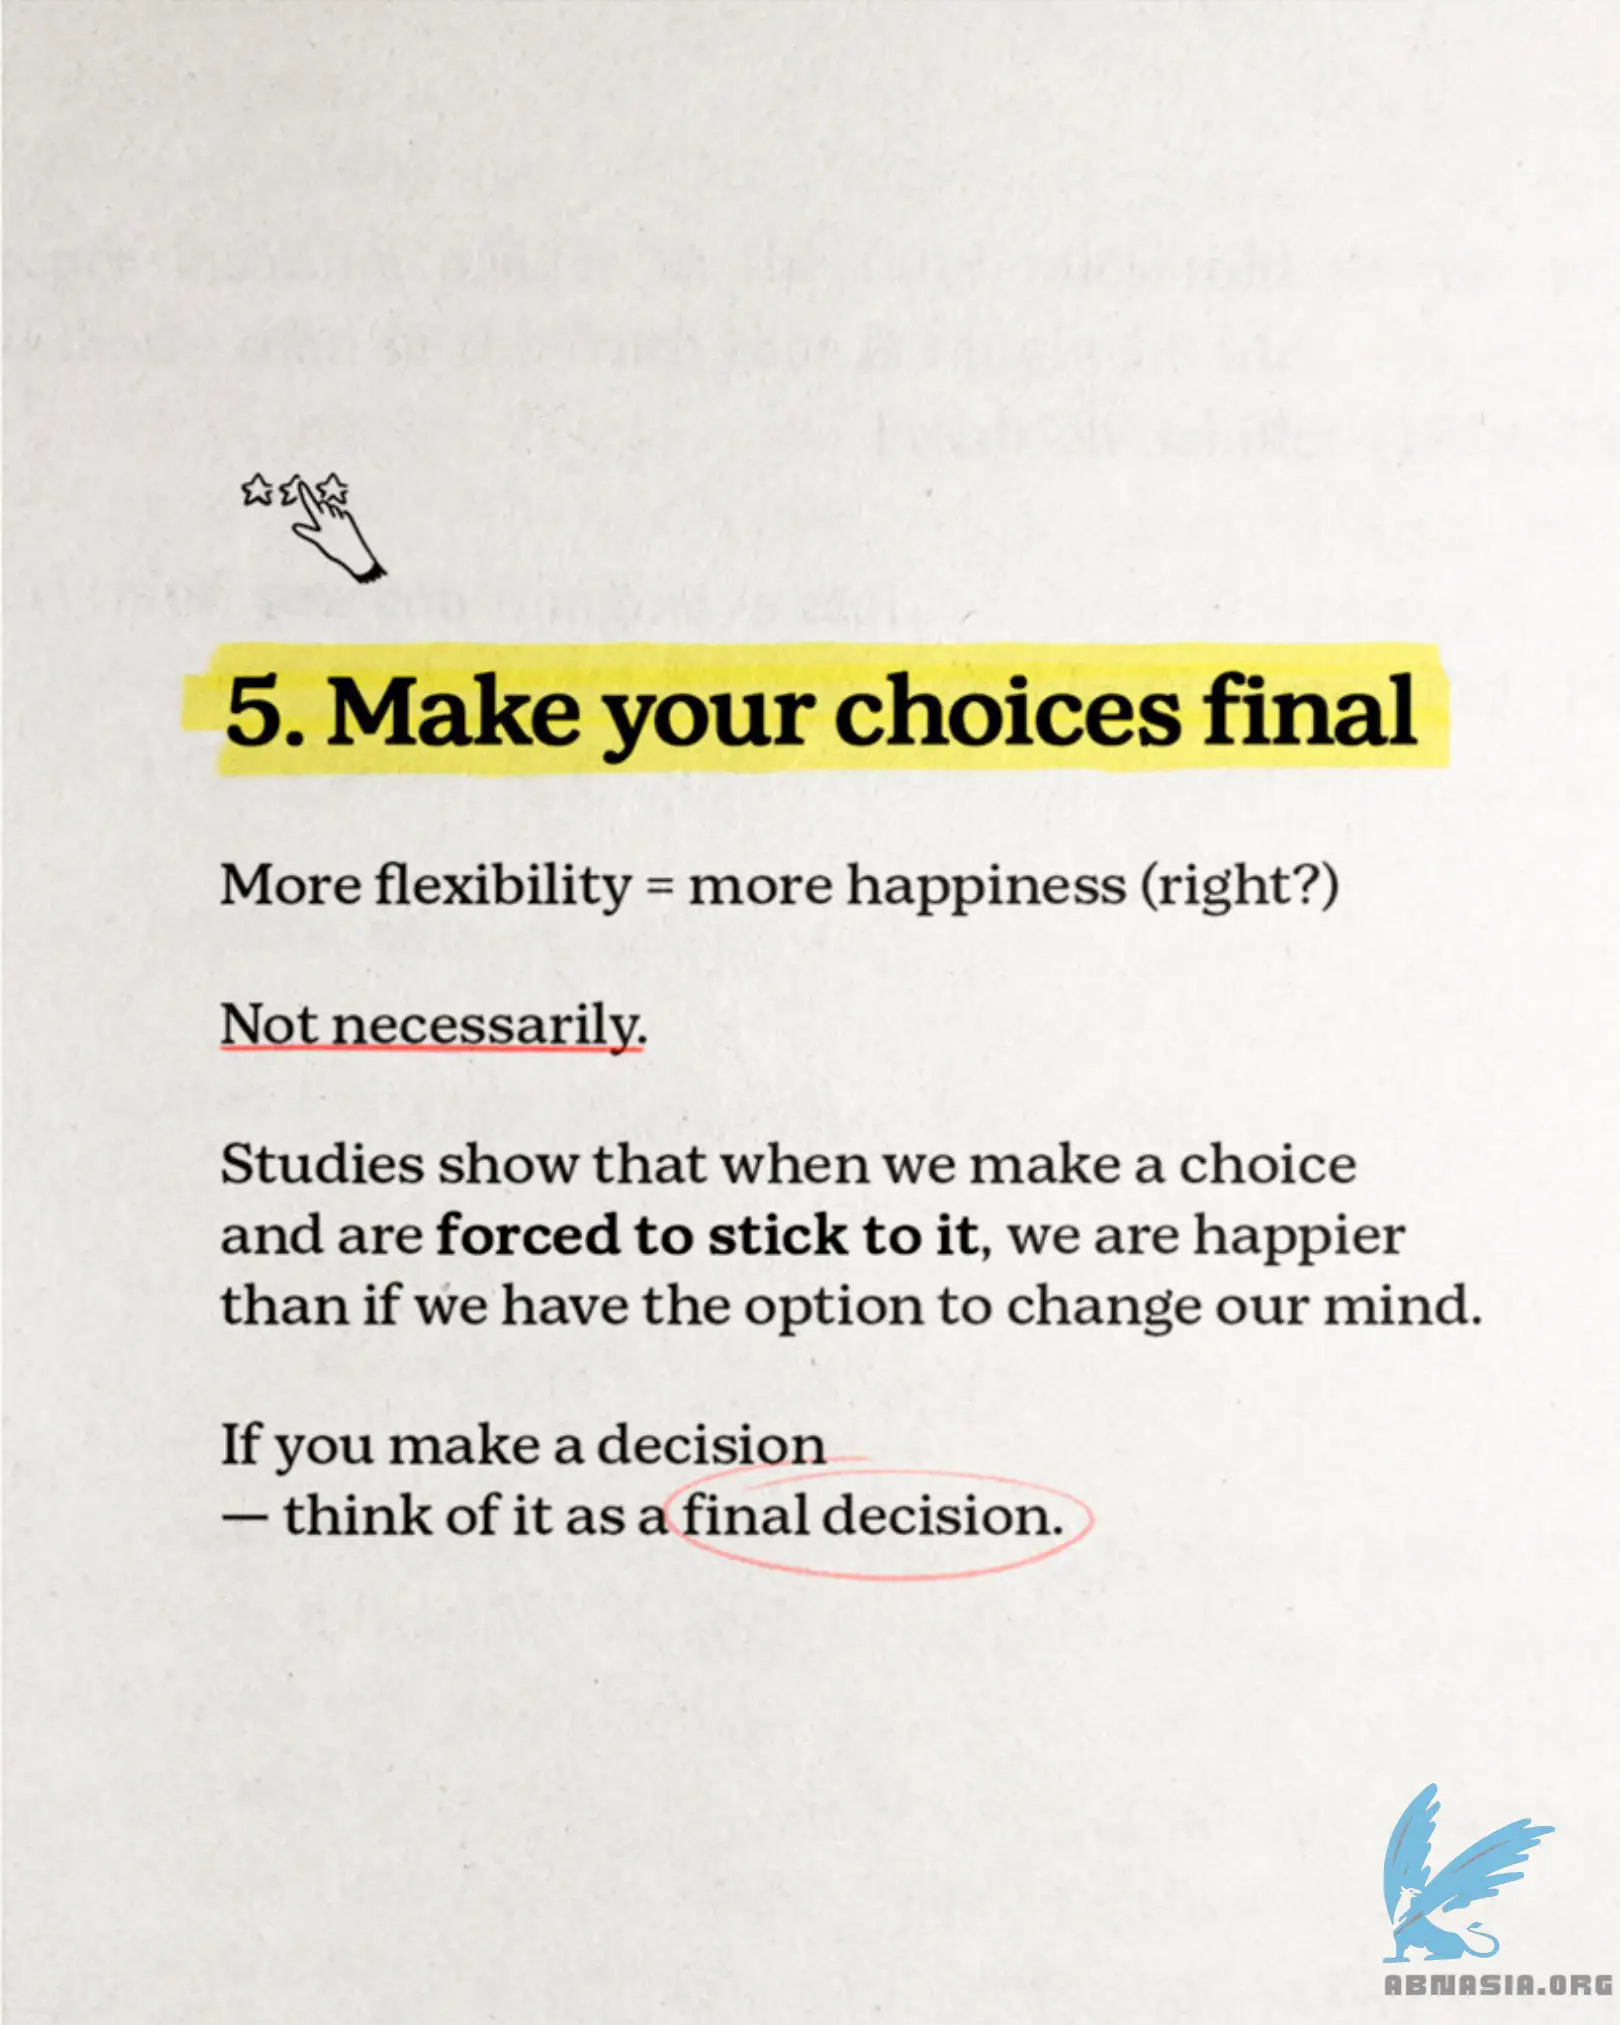 5. Make your choices final
More flexibility = more happiness (right?)
Not necessarily.
Studies show that when we make a choice
and are forced to stick to it, we are happier
than if we have the option to change our mind.
If you make a decision
— think of it as a final decision.
ABNASIA.ORG